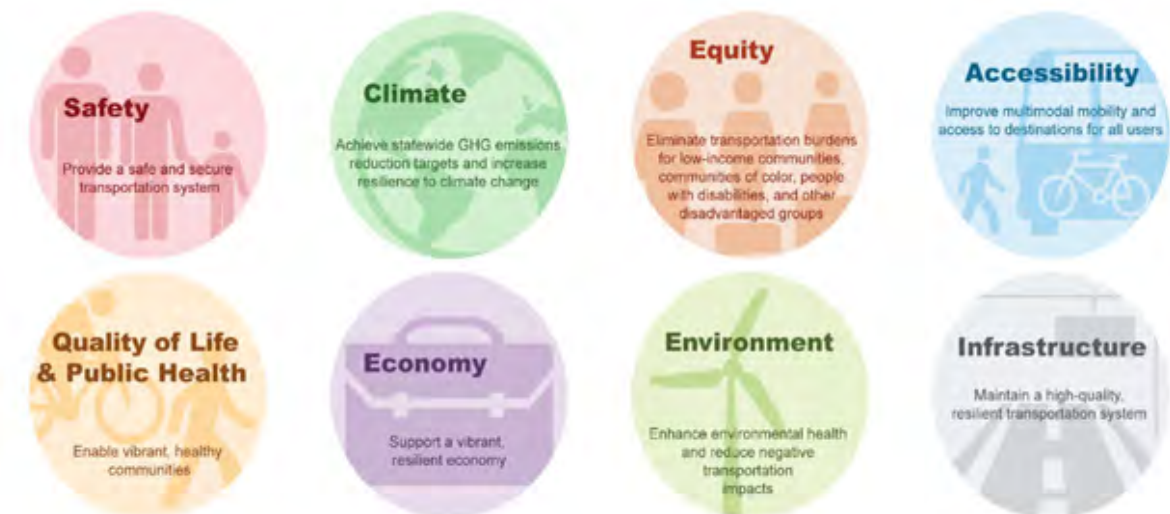 Safety
Provide a safe and secure
transportation system
Climate
Achieve statewide GHG emissions
reduction targets and increase
resilience to climate change
Equity
Eliminate transportation burdens
for low-income communities,
communities of color, people
with disabilities, and other
disadvantaged groups
Accessibility
Improve multimodal mobility and
access to destinations for all users
Quality of Life
& Public Health
Enable vibrant, healthy
communities
Economy
Support a vibrant,
resilient economy
Environment
Enhance environmental health
and reduce negative
transportation
impacts
Infrastructure
Maintain a high-quality,
resilient transportation system